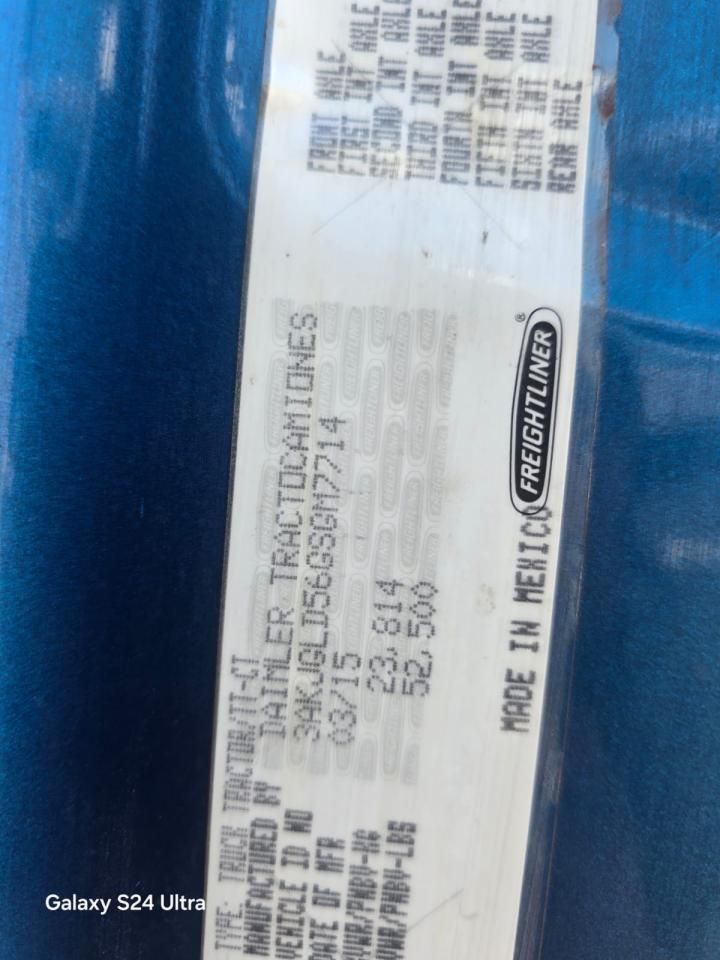 TYPE: TRUCK TRACTOR/TT-CT
MANUFACTURED BY DAIMLER TRACTOCAMIONES
VEHICLE ID NO 3AKJGLD56GSGM7714
DATE OF MFR 03/15
GVWR/PNBV-KG 23,814
GVWR/PNBV-LBS 52,500
MADE IN MEXICO
FREIGHTLINER®
FRONT AXLE
FIRST INT AXLE
SECOND INT AXLE
THIRD INT AXLE
FOURTH INT AXLE
FIFTH INT AXLE
SIXTH INT AXLE
REAR AXLE
Galaxy S24 Ultra